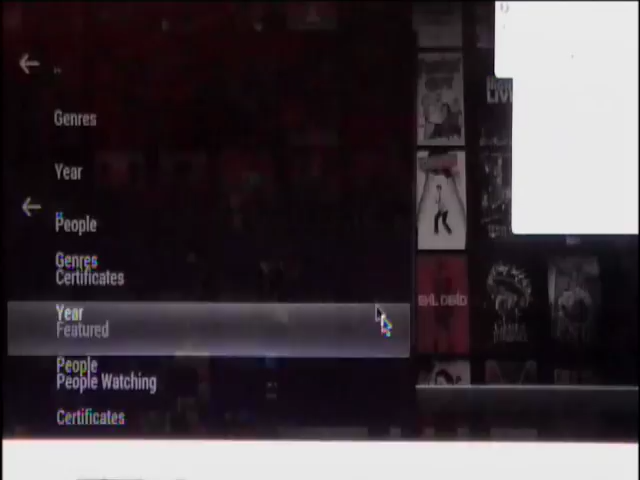 ..
Genres
Year
People
Genres
Certificates
Year
Featured
People
People Watching
Certificates